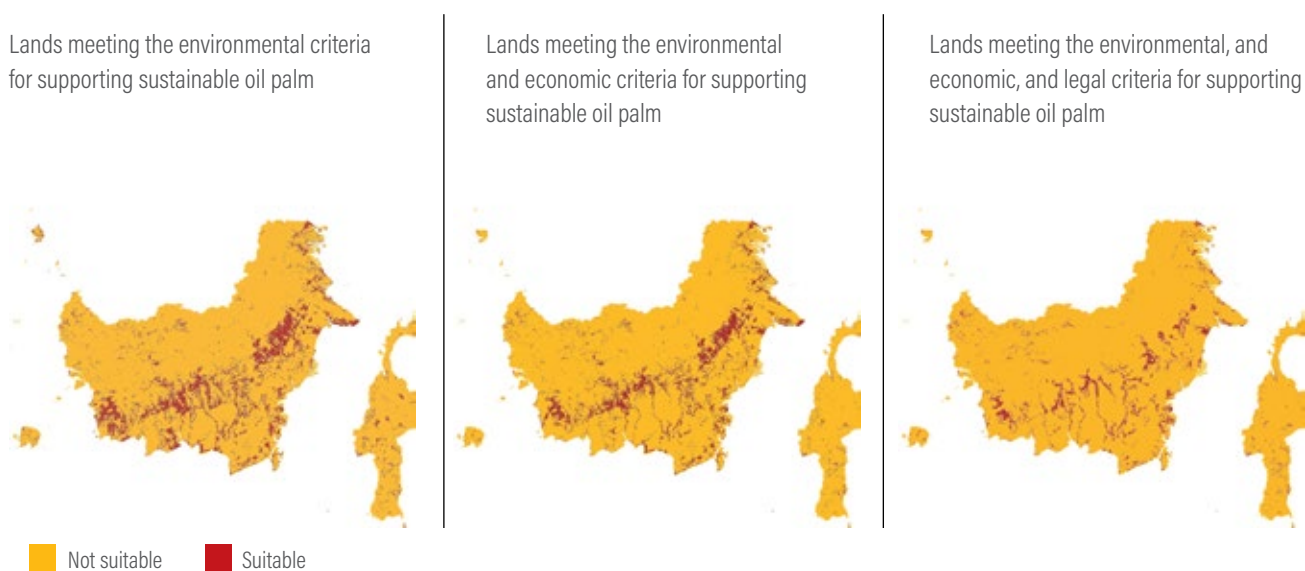 Lands meeting the environmental criteria
for supporting sustainable oil palm
Lands meeting the environmental
and economic criteria for supporting
sustainable oil palm
Lands meeting the environmental, and
economic, and legal criteria for supporting
sustainable oil palm
Not suitable
Suitable